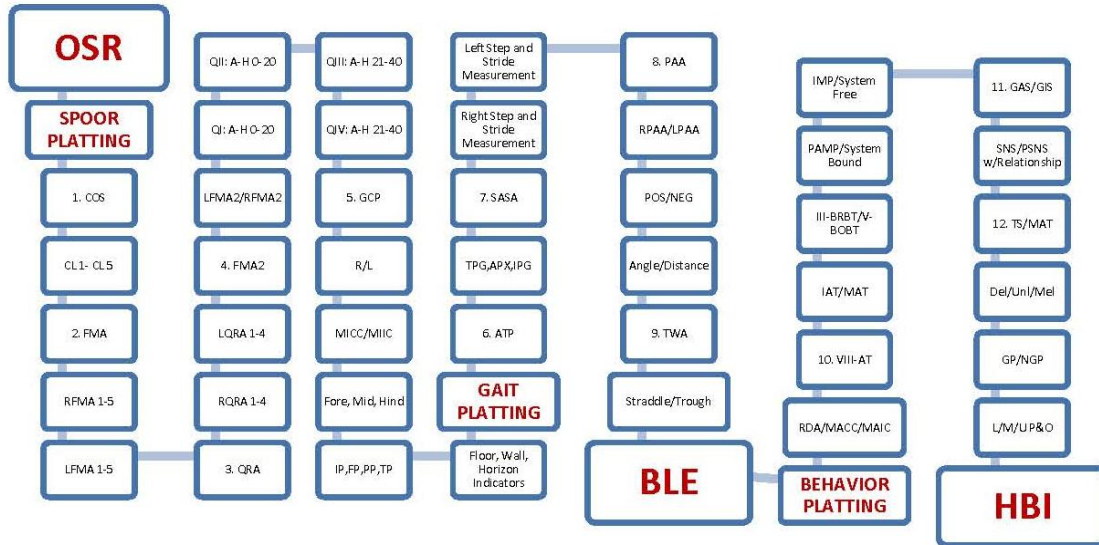 OSR
SPOOR
PLATTING
1. COS
CL 1- CL 5
2. FMA
RFMA 1-5
LFMA 1-5
3. QRA
RQRA 1-4
LQRA 1-4
4. FMA2
LFMA2/RFMA2
QI: A-H 0-20
QII: A-H 0-20
QIII: A-H 21-40
QIV: A-H 21-40
5. GCP
R/L
MICC/MIIC
Fore, Mid, Hind
IP,FP,PP,TP
Floor, Wall,
Horizon
Indicators
GAIT
PLATTING
6. ATP
TPG,APX,IPG
7. SASA
Right Step and
Stride
Measurement
Left Step and
Stride
Measurement
8. PAA
RPAA/LPAA
POS/NEG
Angle/Distance
9. TWA
Straddle/Trough
BLE
BEHAVIOR
PLATTING
RDA/MACC/MAIC
10. VIII-AT
IAT/MAT
III-BRBT/V-
BOBT
PAMP/System
Bound
IMP/System
Free
11. GAS/GIS
SNS/PSNS
w/Relationship
12. TS/MAT
Del/Unl/Mel
GP/NGP
L/M/U P&O
HBI